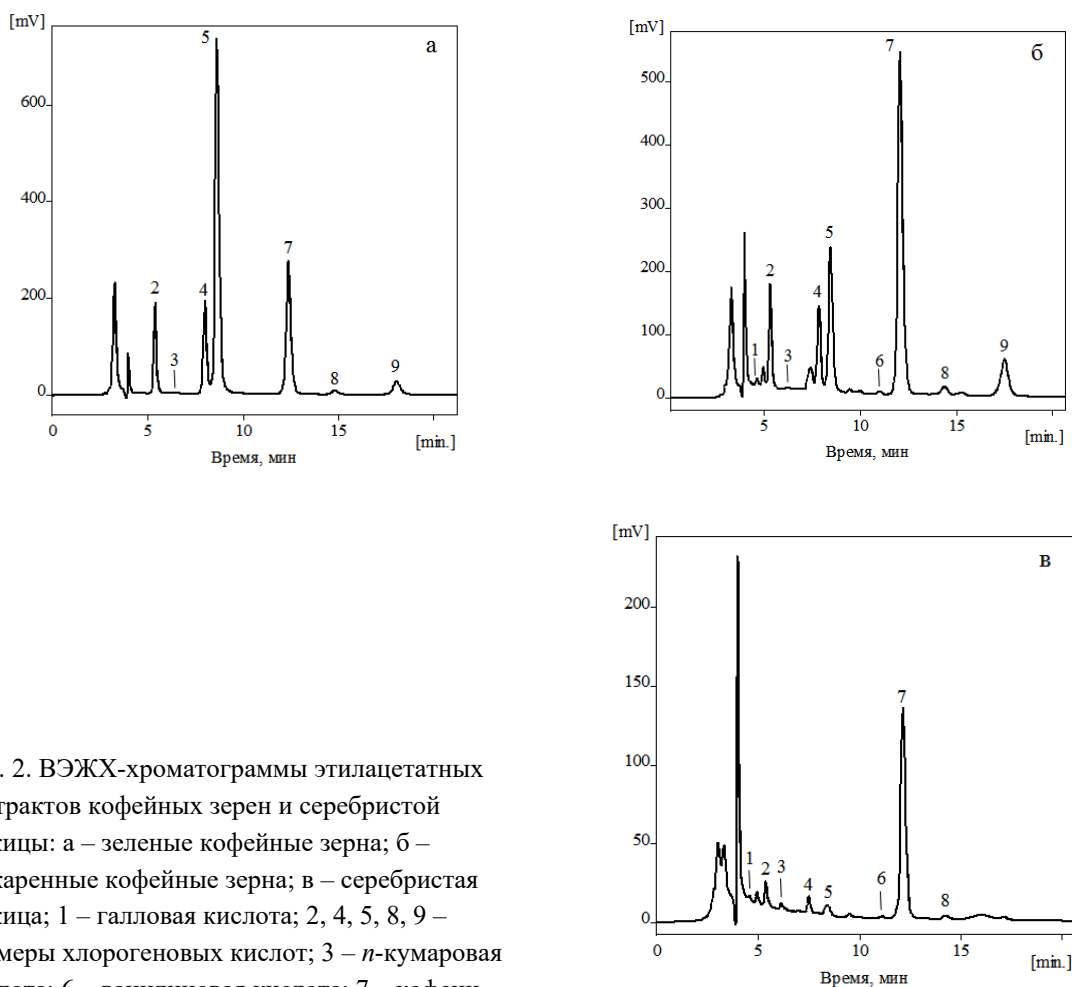 [mV]
а
5
600
400
7
2
4
200
3
9
8
0
0 5 10 15
[min.]
Время, мин
[mV]
б
7
500
400
300
5
2
200
4
1 3
100
6
8
9
0
5 10 15
[min.]
Время, мин
[mV]
в
200
150
7
100
50
1 2 3
4 5
6
8
0
0 5 10 15
[min.]
Время, мин
. 2. ВЭЖХ-хроматограммы этилацетатных
трактов кофейных зерен и серебристой
ицы: а – зеленые кофейные зерна; б –
аренные кофейные зерна; в – серебристая
ица; 1 – галловая кислота; 2, 4, 5, 8, 9 –
меры хлорогеновых кислот; 3 – п-кумаровая